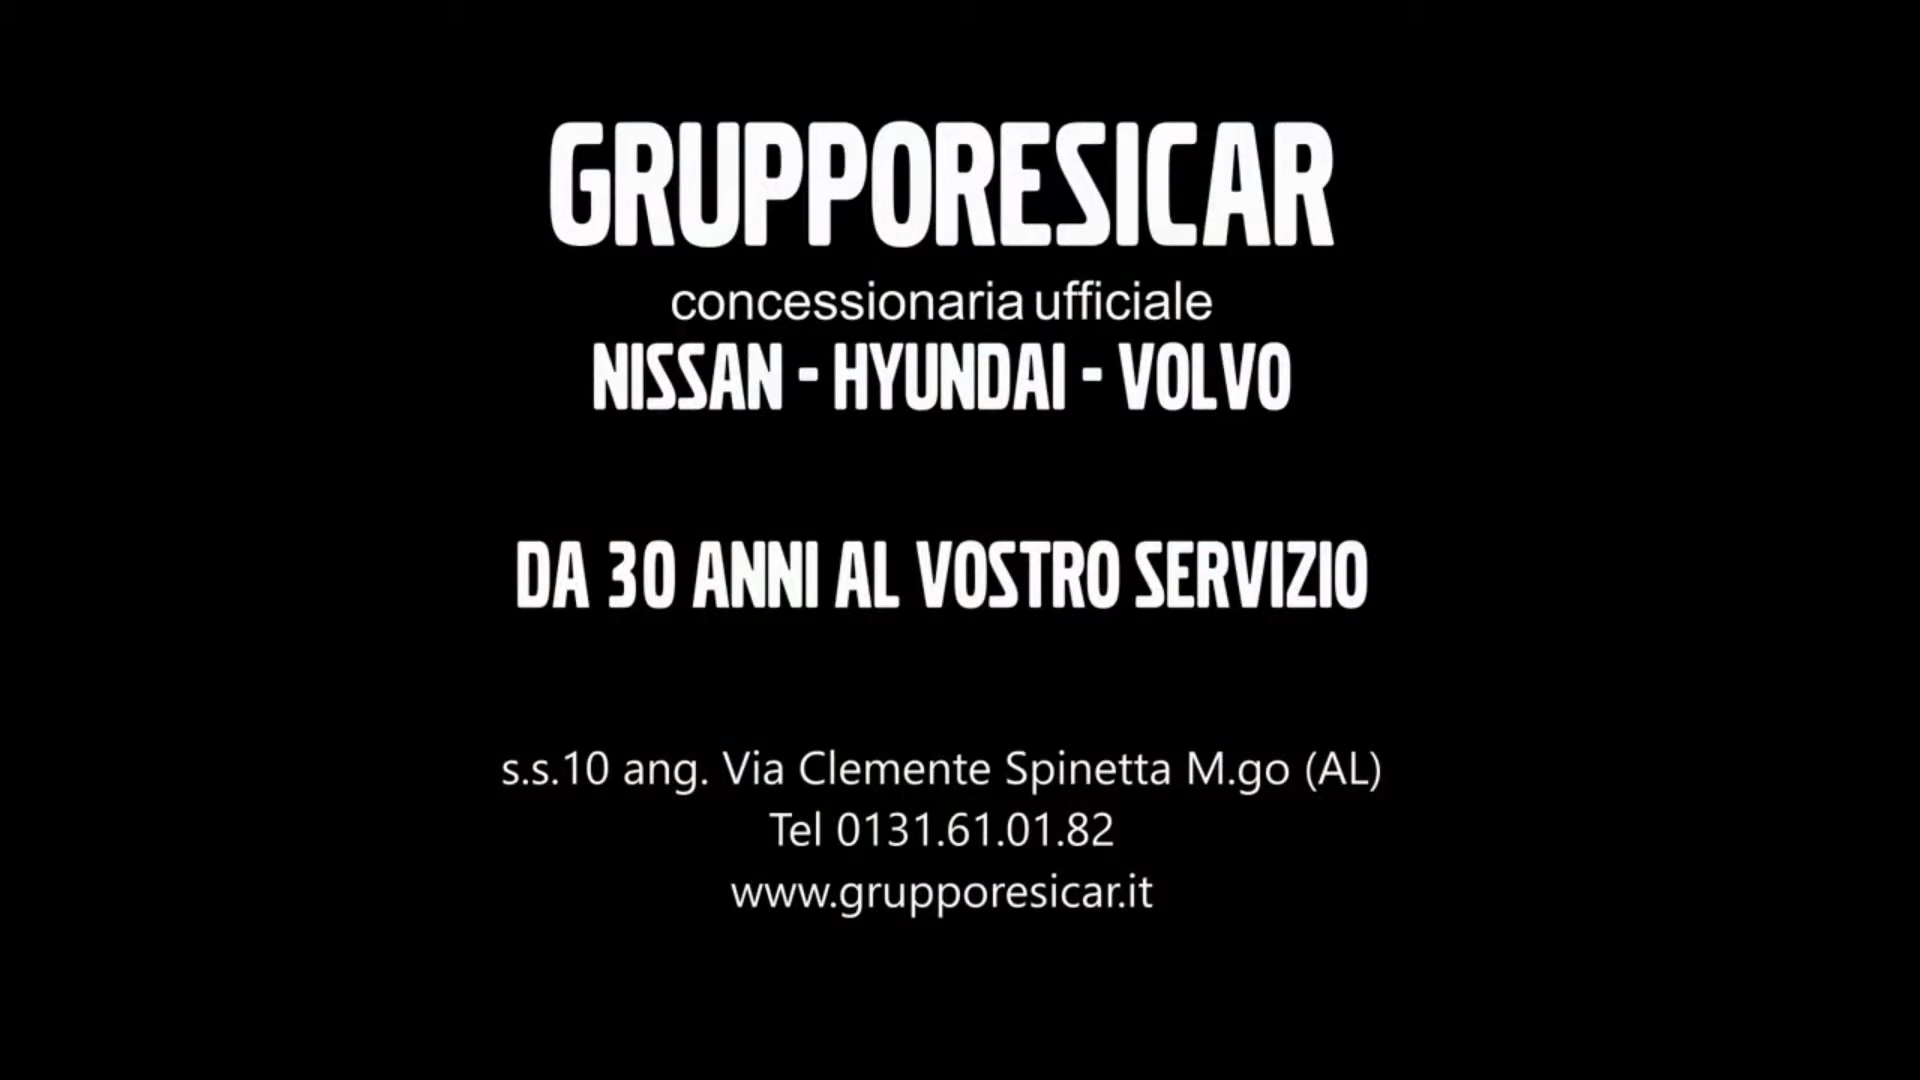 GRUPPORESICAR
concessionaria ufficiale
NISSAN - HYUNDAI - VOLVO
DA 30 ANNI AL VOSTRO SERVIZIO
s.s.10 ang. Via Clemente Spinetta M.go (AL)
Tel 0131.61.01.82
www.grupporesicar.it